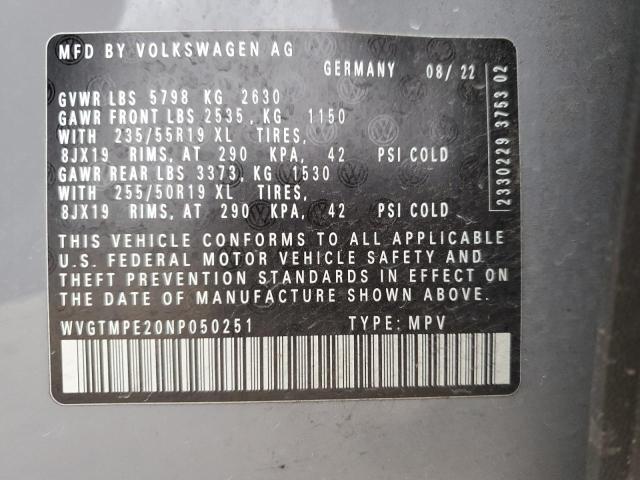 MFD BY VOLKSWAGEN AG
GERMANY 08/22
GVWR LBS 5798 KG 2630
GAWR FRONT LBS 2535, KG 1150
WITH 235/55R19 XL TIRES,
8JX19 RIMS, AT 290 KPA, 42 PSI COLD
GAWR REAR LBS 3373, KG 1530
WITH 255/50R19 XL TIRES,
8JX19 RIMS, AT 290 KPA, 42 PSI COLD
THIS VEHICLE CONFORMS TO ALL APPLICABLE
U.S. FEDERAL MOTOR VEHICLE SAFETY AND
THEFT PREVENTION STANDARDS IN EFFECT ON
THE DATE OF MANUFACTURE SHOWN ABOVE.
WVGTMPE20NP050251 TYPE: MPV
2330229 3753 02